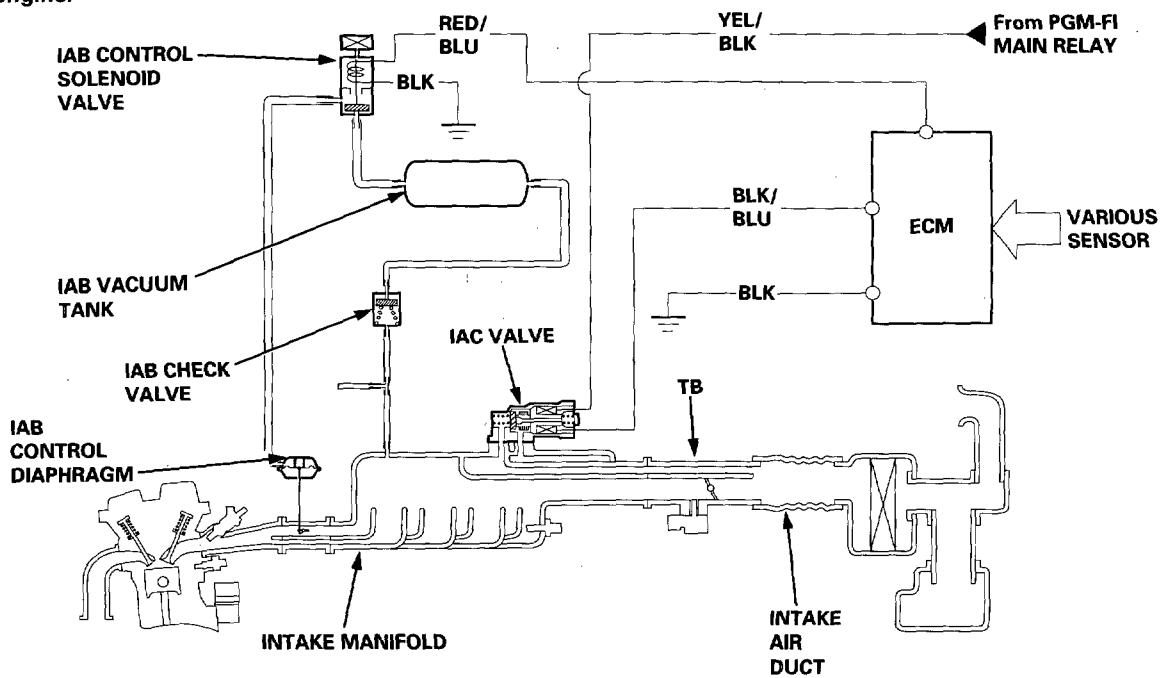 engine.
RED/
BLU
YEL/
BLK
From PGM-FI
MAIN RELAY
IAB CONTROL
SOLENOID
VALVE
BLK
BLK/
BLU
ECM
VARIOUS
SENSOR
IAB VACUUM
TANK
BLK
IAC VALVE
IAB CHECK
VALVE
TB
IAB
CONTROL
DIAPHRAGM
INTAKE MANIFOLD
INTAKE
AIR
DUCT